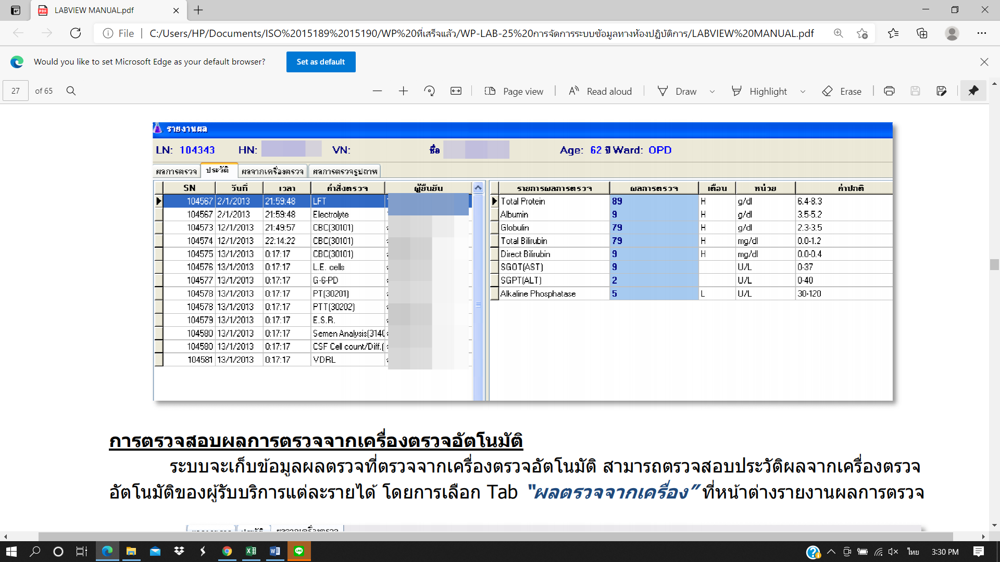 LABVIEW MANUAL.pdf
File C:/Users/HP/Documents/ISO%2015189%2015190/WP%20ที่เสร็จแล้ว/WP-LAB-25%20การจัดการระบบข้อมูลทางห้องปฏิบัติการ/LABVIEW%20MANUAL.pdf
Would you like to set Microsoft Edge as your default browser? Set as default
27 of 65 Page view Read aloud Draw Highlight Erase
รายงานผล
LN: 104343 HN: VN: ชื่อ Age: 62 ปี Ward: OPD
ผลการตรวจ ประวัติ ผลจากเครื่องตรวจ ผลการตรวจรูปภาพ
SN วันที่ เวลา คำสั่งตรวจ ผู้ยืนยัน
104567 2/1/2013 21:59:48 LFT
104567 2/1/2013 21:59:48 Electrolyte
104573 12/1/2013 21:49:57 CBC(30101)
104574 12/1/2013 22:14:22 CBC(30101)
104575 13/1/2013 0:17:17 CBC(30101)
104576 13/1/2013 0:17:17 L.E. cells
104577 13/1/2013 0:17:17 G-6-PD
104578 13/1/2013 0:17:17 PT(30201)
104578 13/1/2013 0:17:17 PTT(30202)
104579 13/1/2013 0:17:17 E.S.R.
104580 13/1/2013 0:17:17 Semen Analysis(3140
104580 13/1/2013 0:17:17 CSF Cell count/Diff.(
104581 13/1/2013 0:17:17 VDRL
รายการผลการตรวจ ผลการตรวจ เตือน หน่วย ค่าปกติ
Total Protein 89 H g/dl 6.4-8.3
Albumin 9 H g/dl 3.5-5.2
Globulin 79 H g/dl 2.3-3.5
Total Bilirubin 79 H mg/dl 0.0-1.2
Direct Bilirubin 9 H mg/dl 0.0-0.4
SGOT(AST) 9 U/L 0-37
SGPT(ALT) 2 U/L 0-40
Alkaline Phosphatase 5 L U/L 30-120
การตรวจสอบผลการตรวจจากเครื่องตรวจอัตโนมัติ
ระบบจะเก็บข้อมูลผลตรวจที่ตรวจจากเครื่องตรวจอัตโนมัติ สามารถตรวจสอบประวัติผลจากเครื่องตรวจ
อัตโนมัติของผู้รับบริการแต่ละรายได้ โดยการเลือก Tab “ผลตรวจจากเครื่อง” ที่หน้าต่างรายงานผลการตรวจ
ไทย 3:30 PM